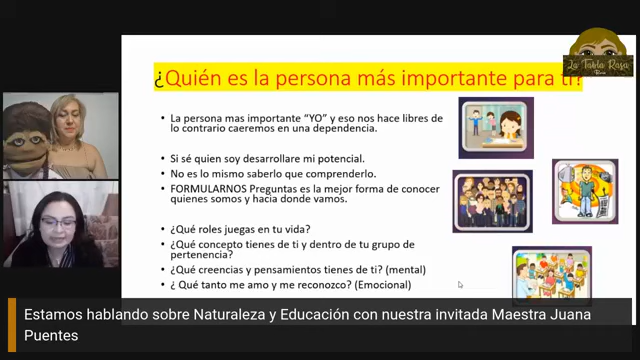 ¿Quién es la persona más importante para ti?
La Tabla Rasa
• La persona mas importante “YO” y eso nos hace libres de
lo contrario caeremos en una dependencia.
• Si sé quien soy desarrollare mi potencial.
• No es lo mismo saberlo que comprenderlo.
• FORMULARNOS Preguntas es la mejor forma de conocer
quienes somos y hacia donde vamos.
• ¿Qué roles juegas en tu vida?
• ¿Qué concepto tienes de ti y dentro de tu grupo de
pertenencia?
• ¿Qué creencias y pensamientos tienes de ti? (mental)
• ¿ Qué tanto me amo y me reconozco? (Emocional)
Estamos hablando sobre Naturaleza y Educación con nuestra invitada Maestra Juana
Puentes